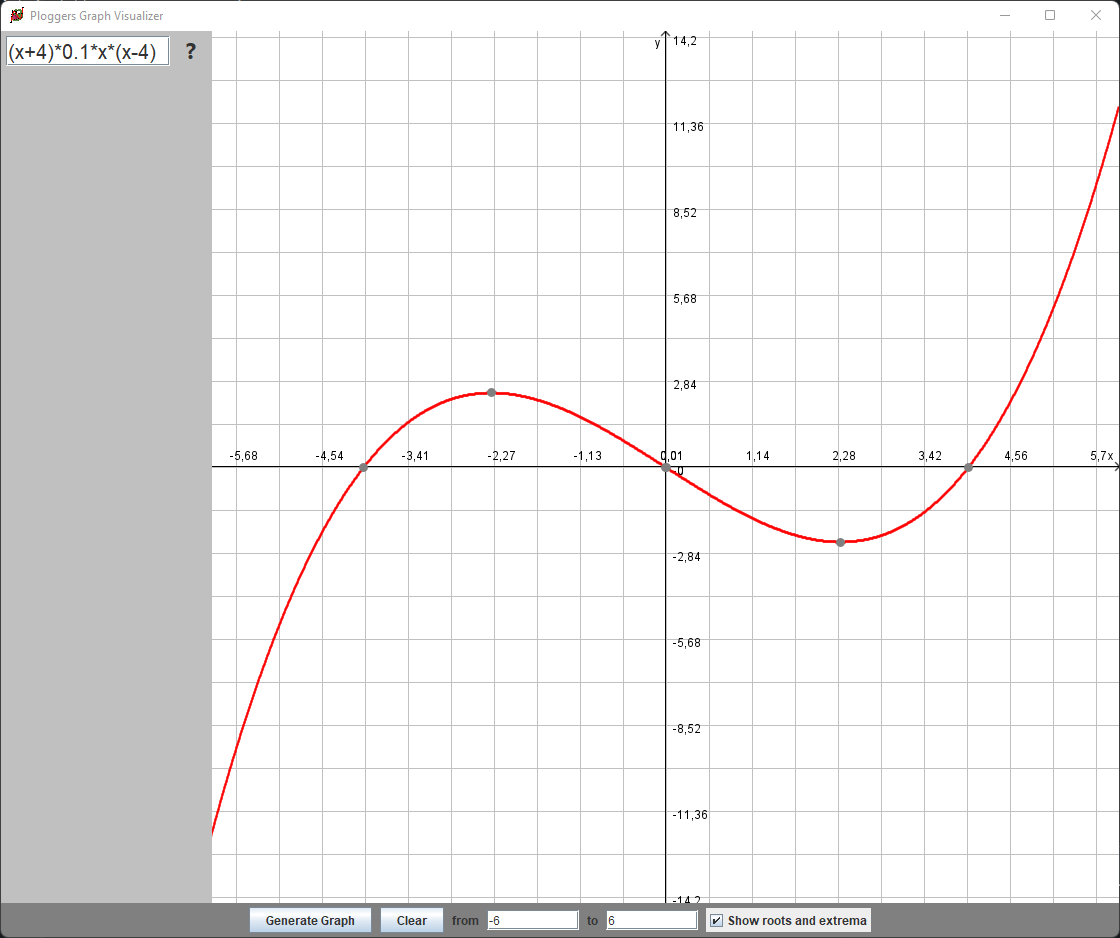 Ploggers Graph Visualizer
(x+4)*0.1*x*(x-4)
?
y
14,2
11,36
8,52
5,68
2,84
-5,68 -4,54 -3,41 -2,27 -1,13 0,01 1,14 2,28 3,42 4,56 5,7 x
-0
-2,84
-5,68
-8,52
-11,36
-14,2
Generate Graph Clear from -6 to 6 Show roots and extrema